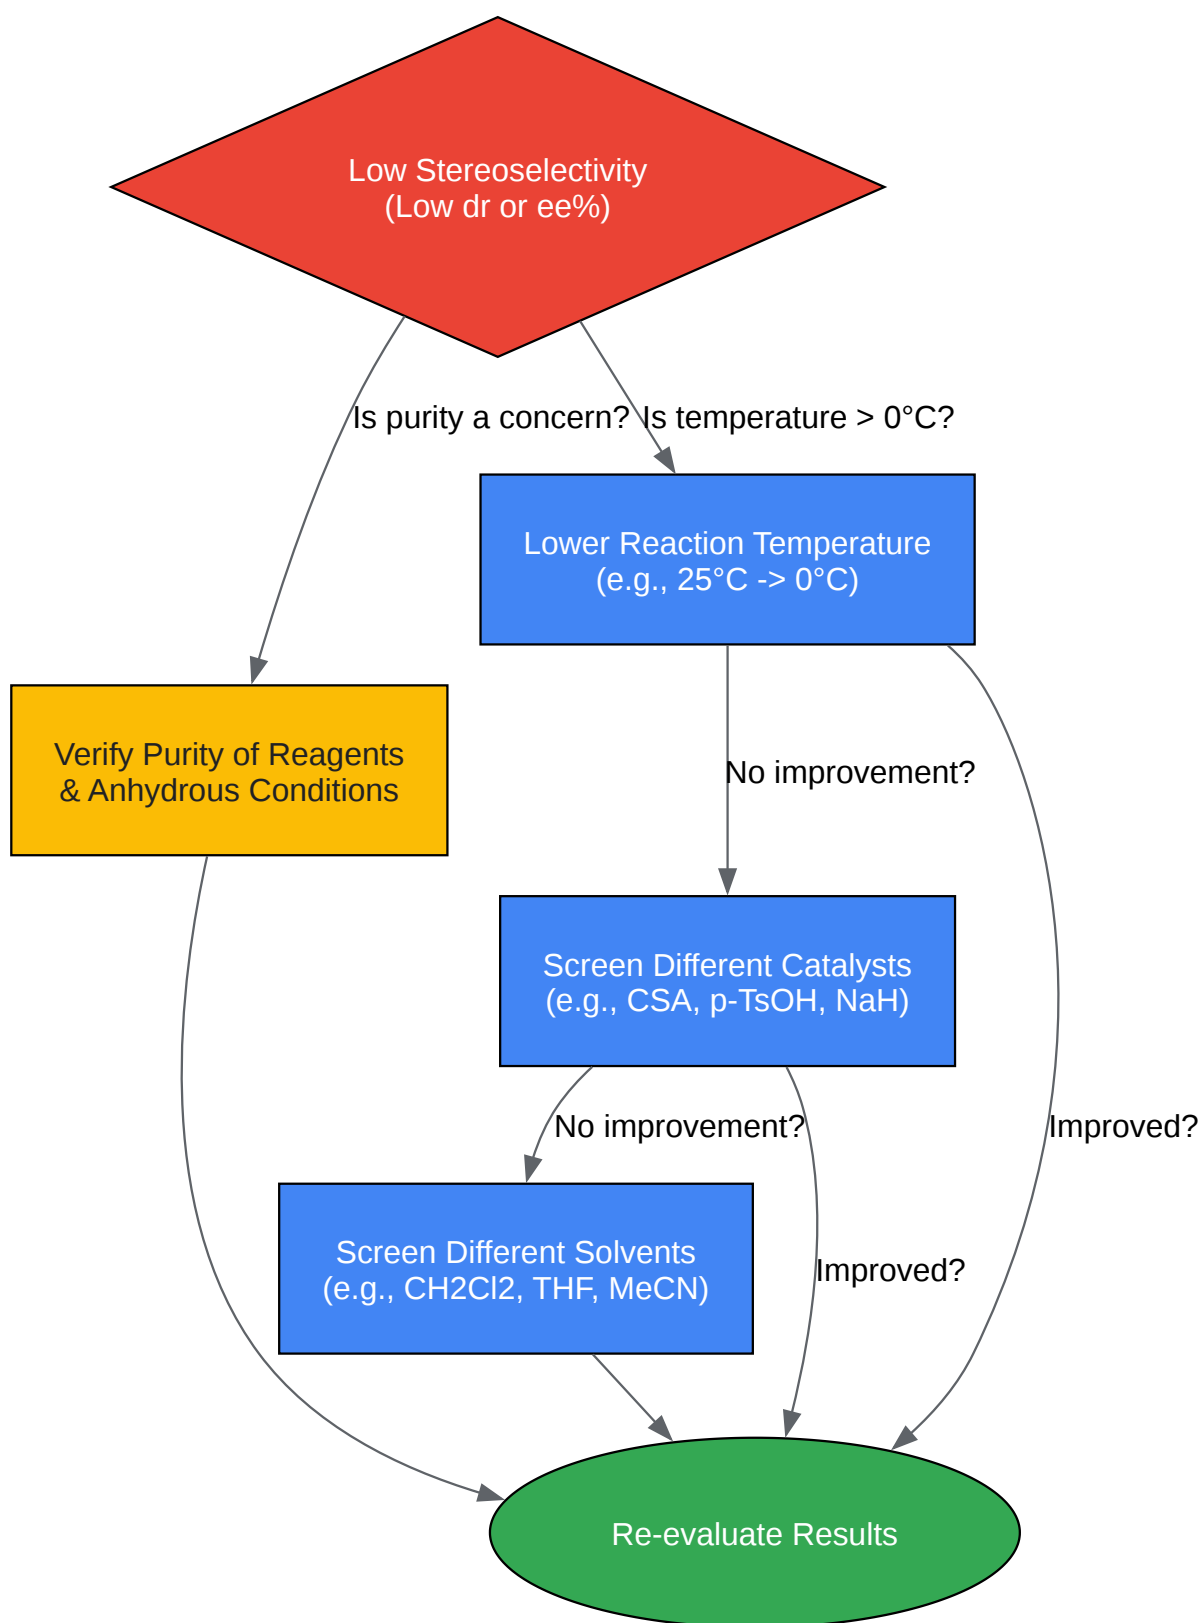 Low Stereoselectivity
(Low dr or ee%)
Is purity a concern?
Is temperature > 0°C?
Lower Reaction Temperature
(e.g., 25°C -> 0°C)
Verify Purity of Reagents
& Anhydrous Conditions
No improvement?
Screen Different Catalysts
(e.g., CSA, p-TsOH, NaH)
No improvement?
Improved?
Screen Different Solvents
(e.g., CH2Cl2, THF, MeCN)
Improved?
Re-evaluate Results